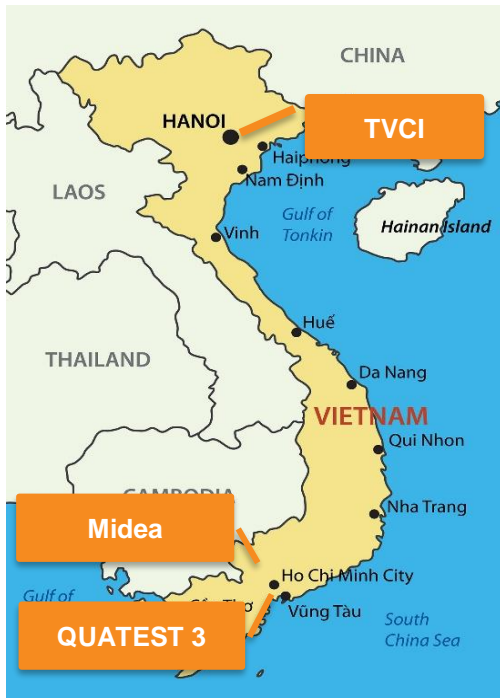 CHINA
HANOI
TVCI
Haiphong
Nam Định
LAOS
Gulf of
Tonkin
Hainan Island
Vinh
Huế
THAILAND
Da Nang
VIETNAM
Qui Nhon
CAMBODIA
Midea
Nha Trang
Ho Chi Minh City
Gulf of
Vũng Tàu
South
China Sea
QUATEST 3